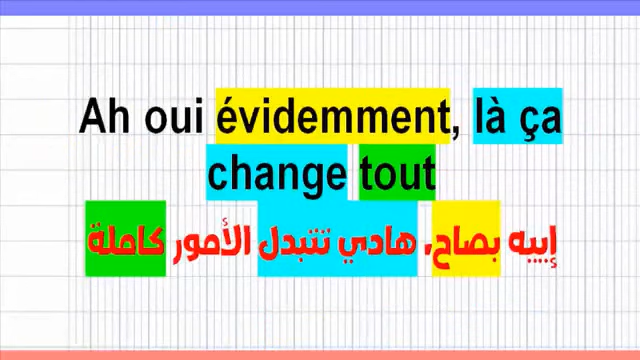 Ah oui évidemment, là ça
change tout
إييه بصاح، هادي تتبدل الأمور كاملة